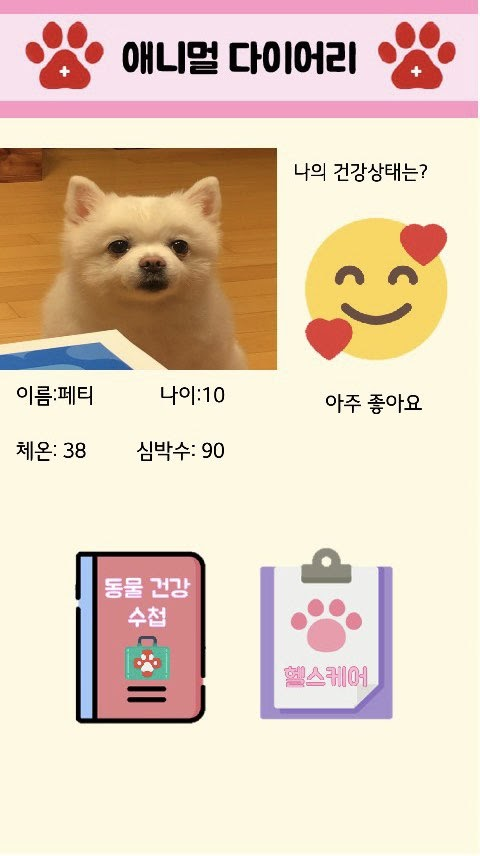 애니멀 다이어리
나의 건강상태는?
아주 좋아요
이름:페티 나이:10
체온: 38 심박수: 90
동물 건강
수첩
헬스케어